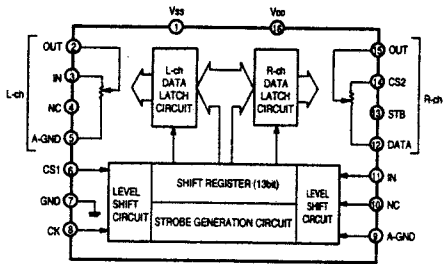 Vss
VDD
1
16
2 OUT
3 IN
4 NC
5 A-GND
L-ch
6 CS1
7 GND
8 CK
L-ch
DATA
LATCH
CIRCUIT
R-ch
DATA
LATCH
CIRCUIT
15 OUT
14 CS2
13 STB
12 DATA
R-ch
11 IN
10 NC
9 A-GND
LEVEL
SHIFT
CIRCUIT
SHIFT REGISTER (13bit)
STROBE GENERATION CIRCUIT
LEVEL
SHIFT
CIRCUIT